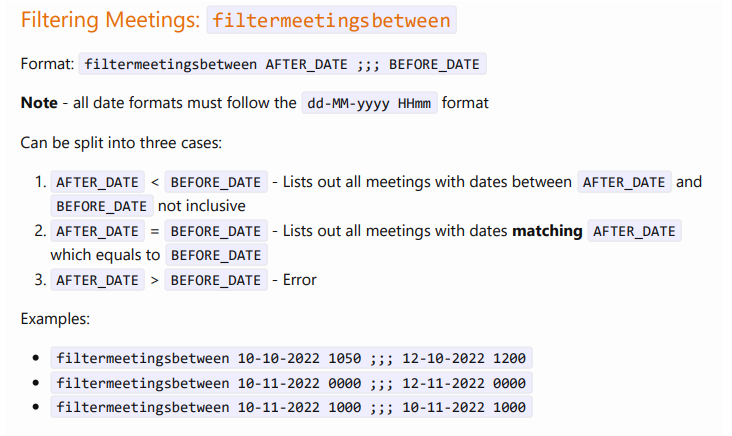 Filtering Meetings: filtermeetingsbetween
Format: filtermeetingsbetween AFTER_DATE ;;; BEFORE_DATE
Note - all date formats must follow the dd-MM-yyyy HHmm format
Can be split into three cases:
1. AFTER_DATE < BEFORE_DATE - Lists out all meetings with dates between AFTER_DATE and
BEFORE_DATE not inclusive
2. AFTER_DATE = BEFORE_DATE - Lists out all meetings with dates matching AFTER_DATE
which equals to BEFORE_DATE
3. AFTER_DATE > BEFORE_DATE - Error
Examples:
• filtermeetingsbetween 10-10-2022 1050 ;;; 12-10-2022 1200
• filtermeetingsbetween 10-11-2022 0000 ;;; 12-11-2022 0000
• filtermeetingsbetween 10-11-2022 1000 ;;; 10-11-2022 1000